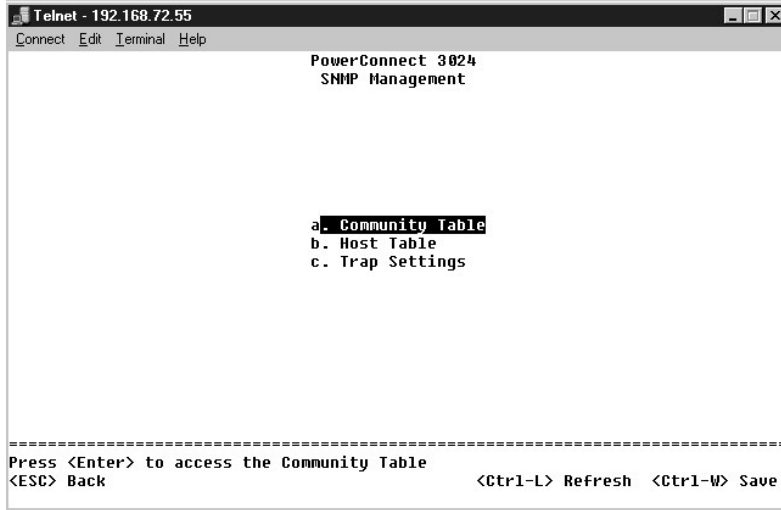 Telnet - 192.168.72.55
Connect Edit Terminal Help
PowerConnect 3024
SNMP Management
a. Community Table
b. Host Table
c. Trap Settings
================================================================================
Press <Enter> to access the Community Table
<ESC> Back <Ctrl-L> Refresh <Ctrl-W> Save